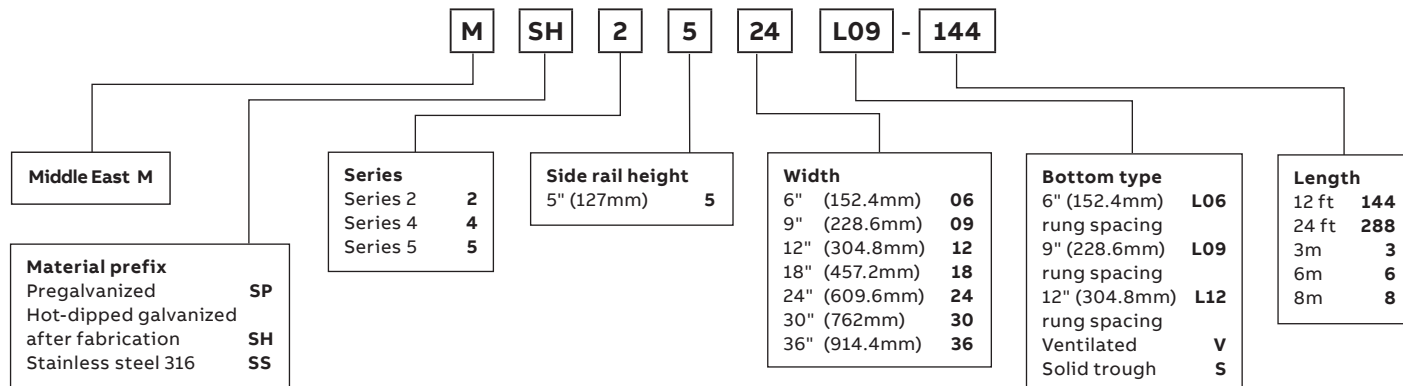 M SH 2 5 24 L09 - 144
Middle East M
Material prefix
Pregalvanized SP
Hot-dipped galvanized
after fabrication SH
Stainless steel 316 SS
Series
Series 2 2
Series 4 4
Series 5 5
Side rail height
5" (127mm) 5
Width
6" (152.4mm) 06
9" (228.6mm) 09
12" (304.8mm) 12
18" (457.2mm) 18
24" (609.6mm) 24
30" (762mm) 30
36" (914.4mm) 36
Bottom type
6" (152.4mm) L06
rung spacing
9" (228.6mm) L09
rung spacing
12" (304.8mm) L12
rung spacing
Ventilated V
Solid trough S
Length
12 ft 144
24 ft 288
3m 3
6m 6
8m 8